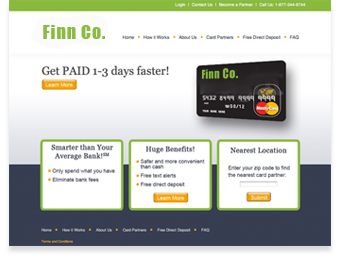 Login | Contact Us | Become a Partner | Call Us: 1-877-244-6744
Finn Co.
Home How it Works About Us Card Partners Free Direct Deposit FAQ
Get PAID 1-3 days faster!
Learn More
Finn Co.
5432
MasterCard
Smarter than Your
Average Bank!SM
Only spend what you have
Eliminate bank fees
Learn More
Huge Benefits!
Safer and more convenient
than cash
Free text alerts
Free direct deposit
Learn More
Nearest Location
Enter your zip code to find
the nearest card partner:
Submit
Home How it Works About Us Card Partners Free Direct Deposit FAQ
Terms and Conditions